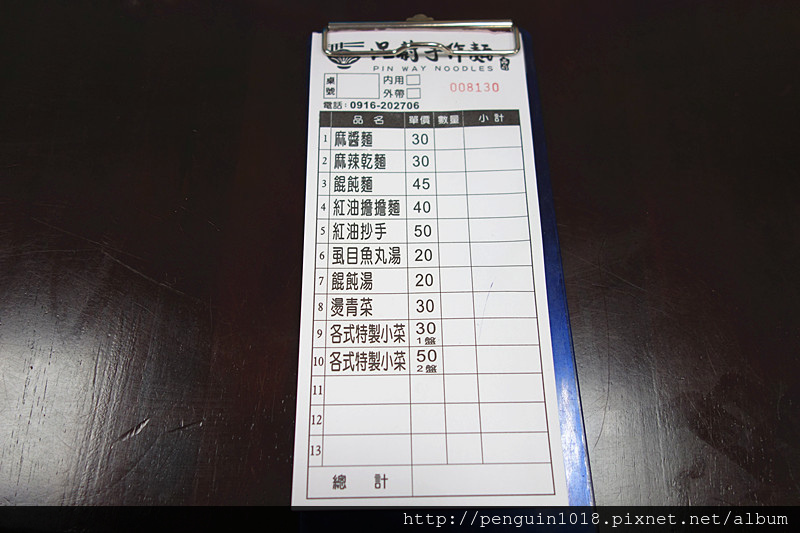 品蔚手作麵
PIN WAY NOODLES
桌號 內用
外帶
008130
電話：0916-202706
品名 單價 數量 小計
1 麻醬麵 30
2 麻辣乾麵 30
3 餛飩麵 45
4 紅油擔擔麵 40
5 紅油抄手 50
6 虱目魚丸湯 20
7 餛飩湯 20
8 燙青菜 30
9 各式特製小菜 30 1盤
10 各式特製小菜 50 2盤
11
12
13
總計
http://penguin1018.pixnet.net/album